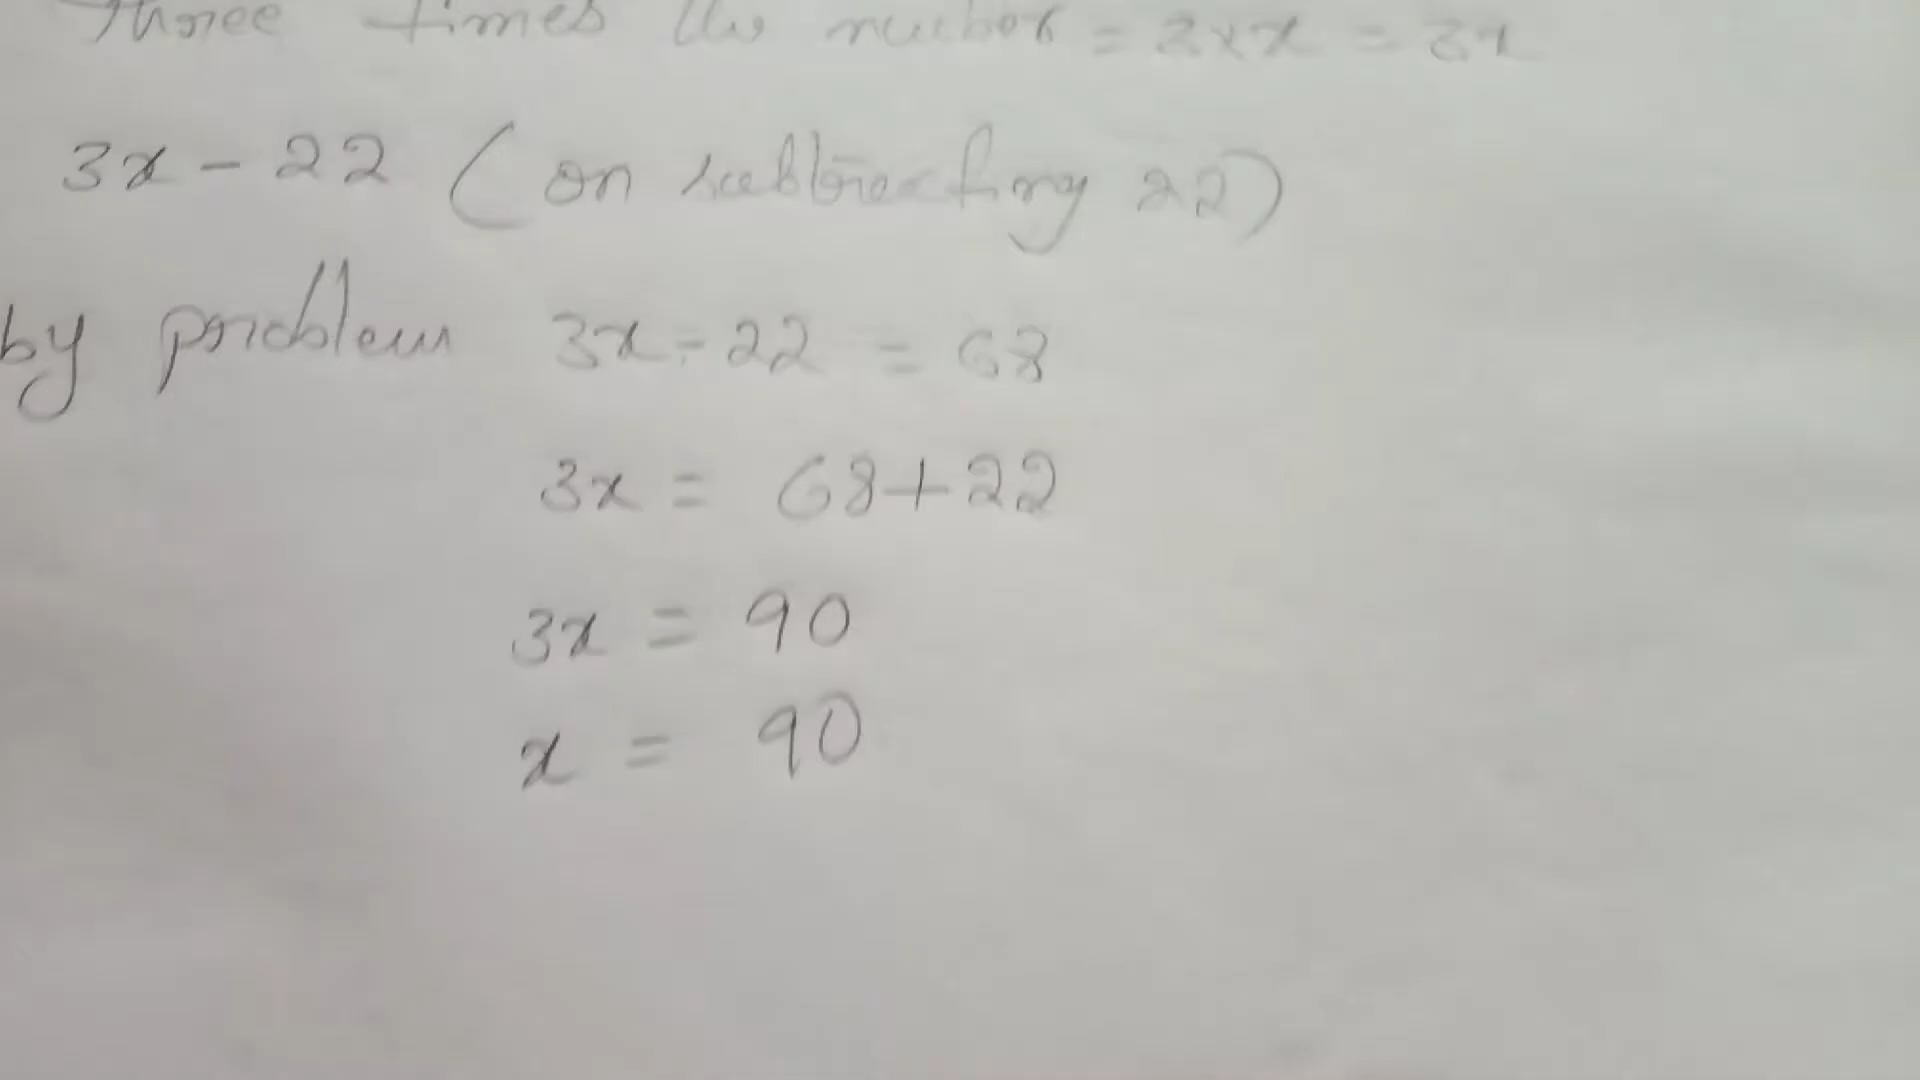 Three times the number = 3×x = 3x
3x - 22 (on subtracting 22)
by problem 3x - 22 = 68
3x = 68+22
3x = 90
x = 90